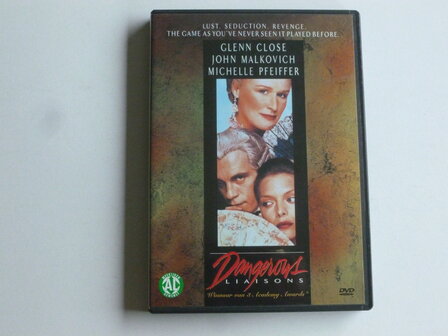 LUST. SEDUCTION. REVENGE.
THE GAME AS YOU'VE NEVER SEEN IT PLAYED BEFORE.
GLENN CLOSE
JOHN MALKOVICH
MICHELLE PFEIFFER
Dangerous
LIAISONS
Winnaar van 3 Academy Awards
AL
DVD